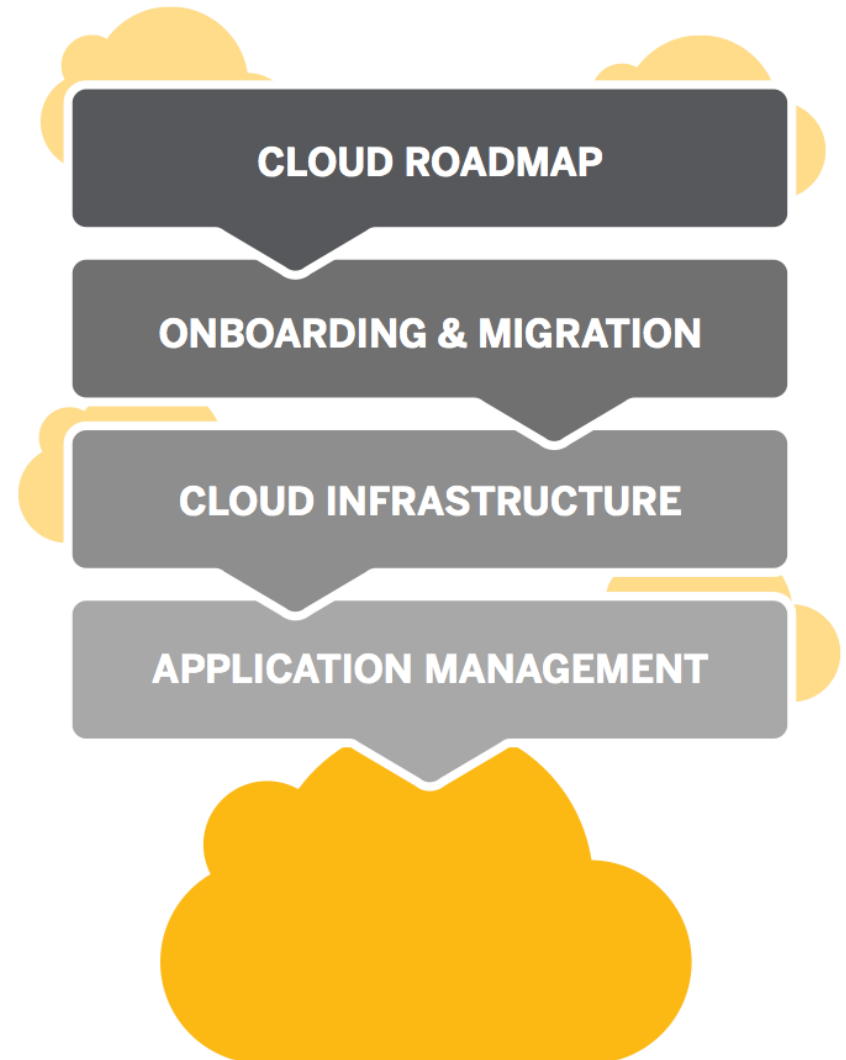 CLOUD ROADMAP
ONBOARDING & MIGRATION
CLOUD INFRASTRUCTURE
APPLICATION MANAGEMENT